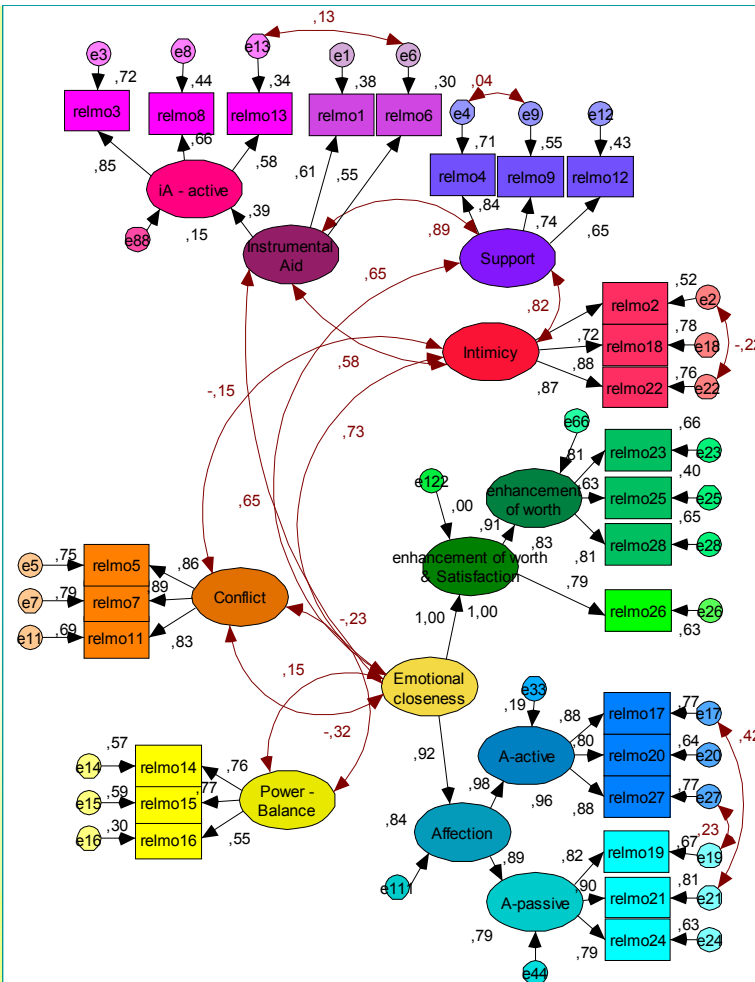 ,13
e3
e8
e13
e1
e6
,72
,44
,34
,38
,30
,04
e4
e9
e12
relmo3
relmo8
relmo13
relmo1
relmo6
,71
,55
,43
relmo4
relmo9
relmo12
,85
,66
,58
,61
,55
,84
,74
,65
iA - active
,39
e88
,15
Instrumental
Aid
,89
Support
,65
,82
,52
e2
relmo2
-,22
,72
,78
relmo18
e18
Intimicy
,58
,88
,76
relmo22
e22
,87
-,15
,73
e66
,66
,81
relmo23
e23
,40
e122
enhancement
of worth
,63
relmo25
e25
,65
,00
,91
,83
relmo28
e28
,81
,65
enhancement of worth
& Satisfaction
,79
relmo26
e26
,63
1,00
1,00
e5
,75
relmo5
,86
e7
,79
relmo7
,89
Conflict
e11
,69
relmo11
,83
-,23
,15
Emotional
closeness
-,32
e33
,19
,88
relmo17
,77
e17
,42
A-active
,80
relmo20
,64
e20
,92
,98
,96
,88
relmo27
,77
e27
,57
e14
relmo14
,76
,59
e15
relmo15
,77
Power -
Balance
,30
e16
relmo16
,55
,84
Affection
,23
,89
,82
relmo19
,67
e19
e111
,90
relmo21
,81
e21
A-passive
,79
,79
relmo24
,63
e24
e44